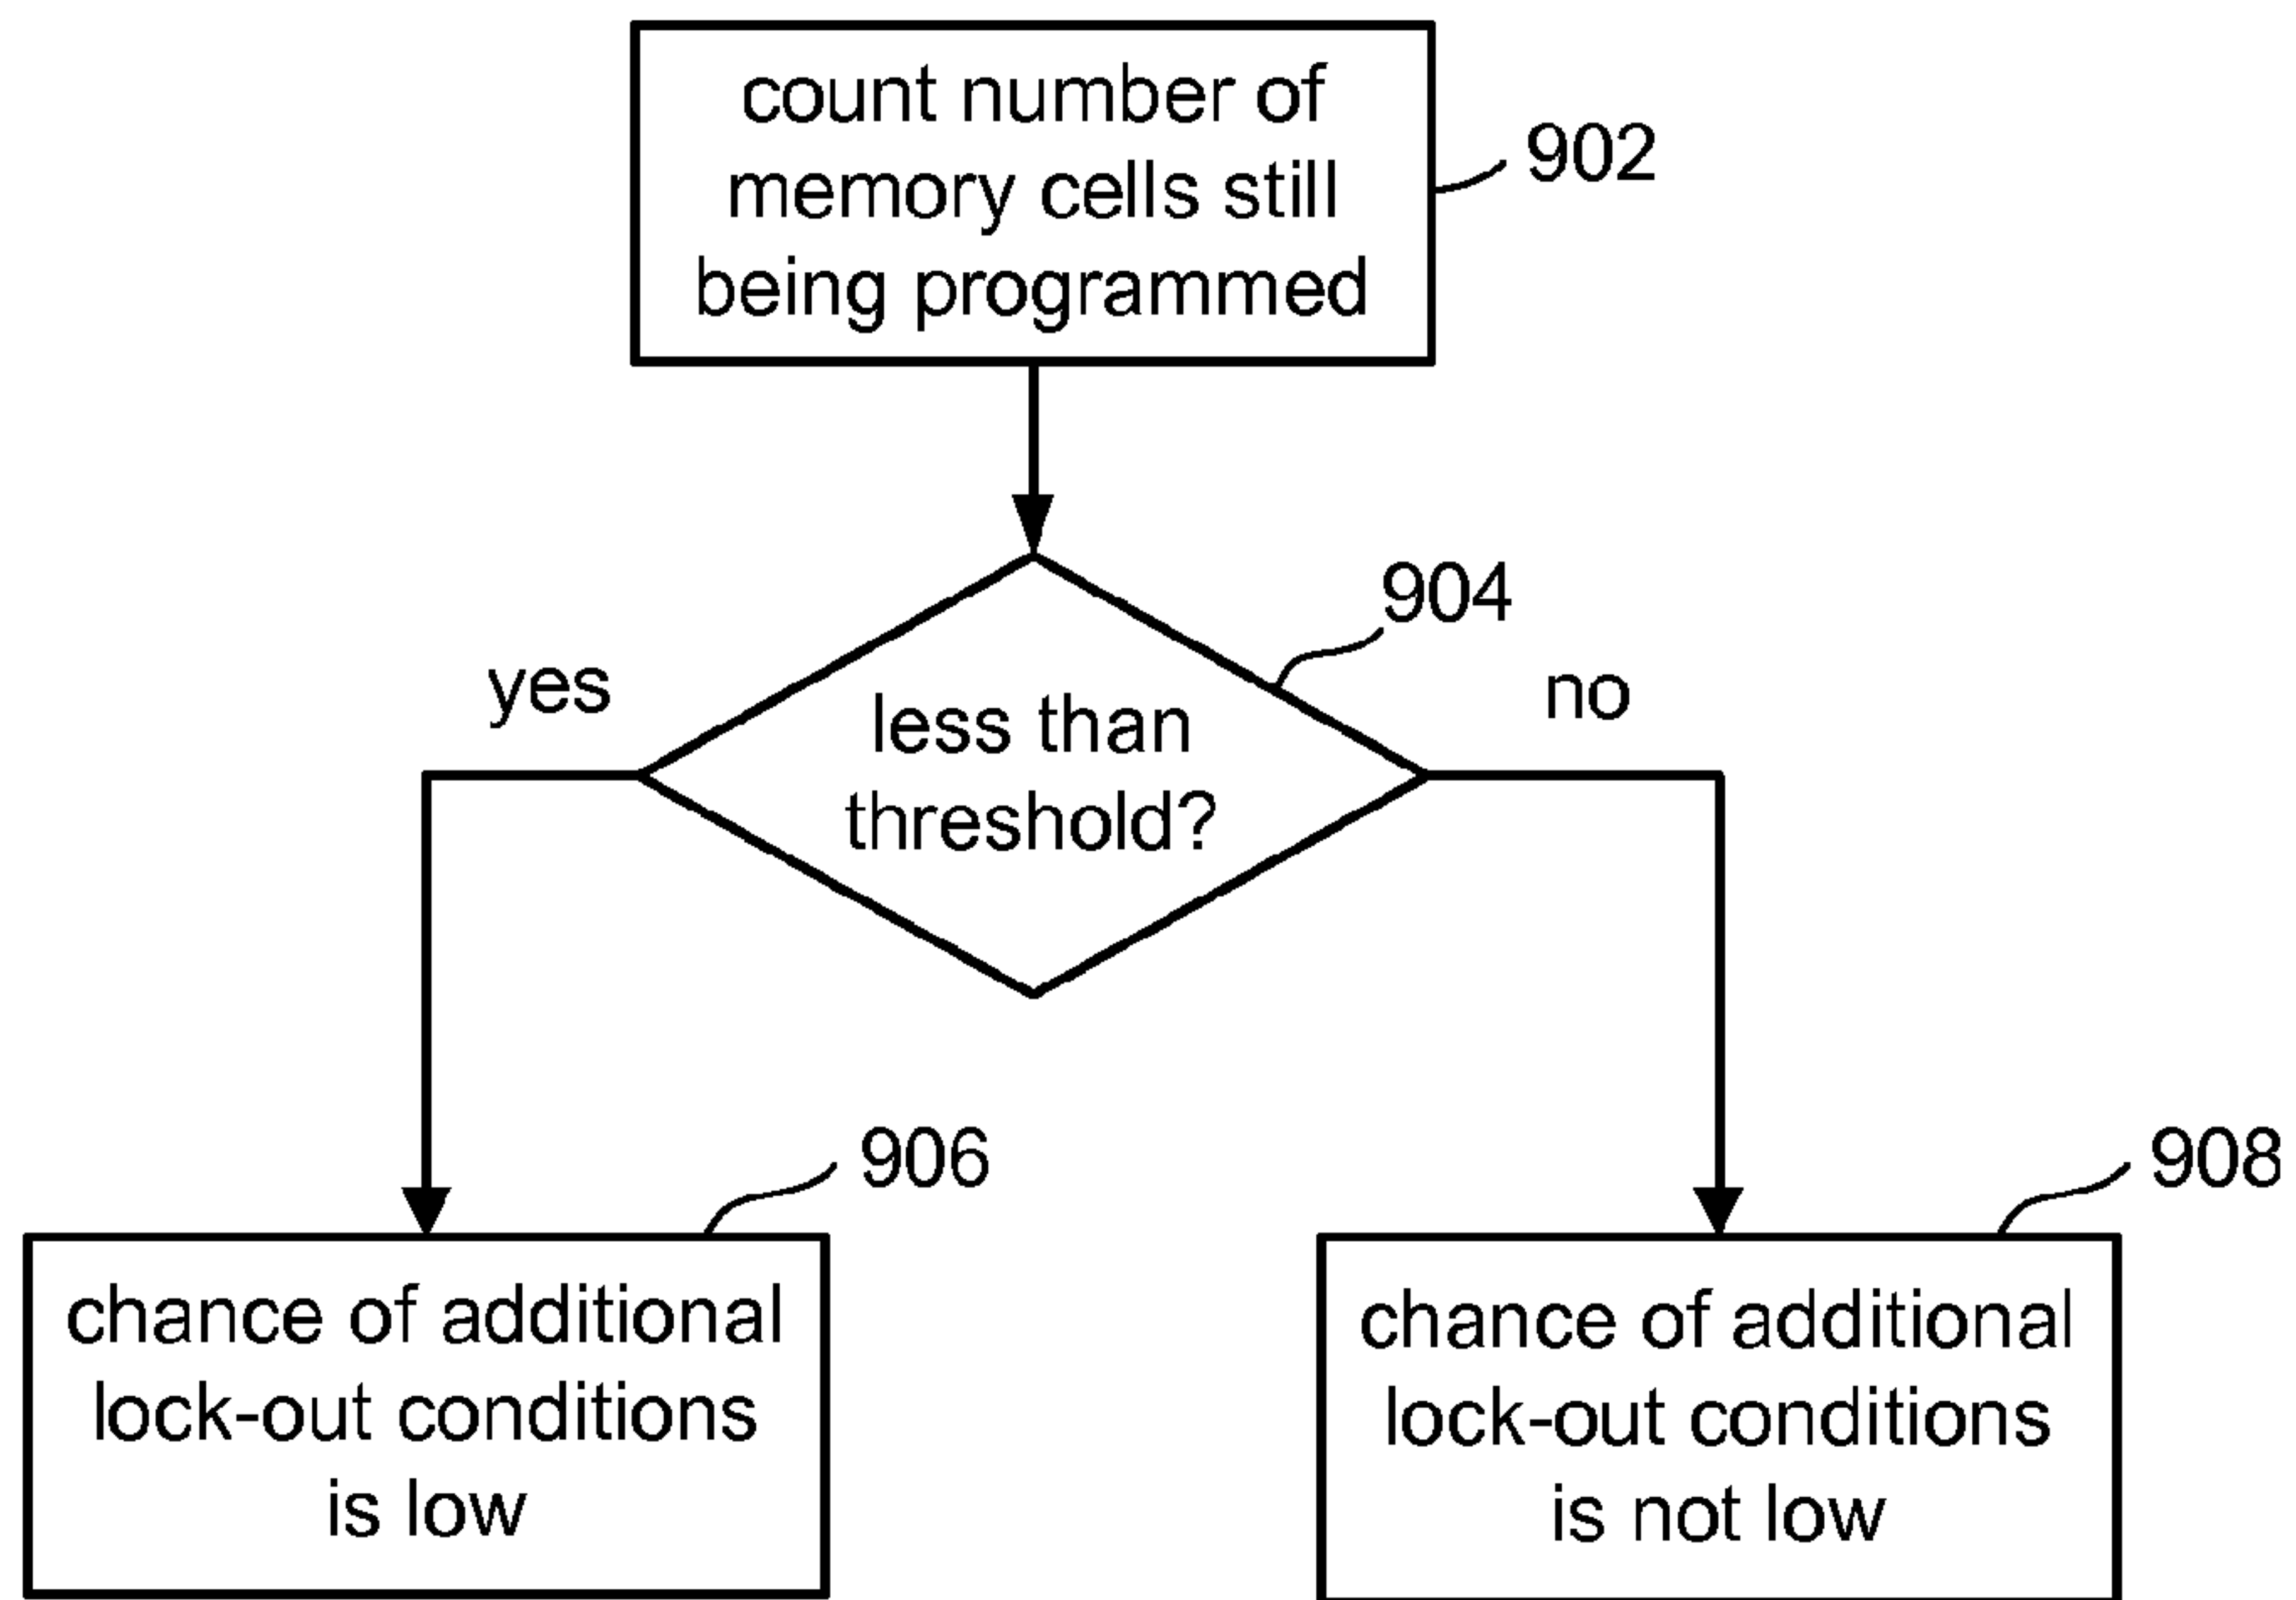 count number of
memory cells still
being programmed
902
904
yes
no
less than
threshold?
906
908
chance of additional
lock-out conditions
is low
chance of additional
lock-out conditions
is not low